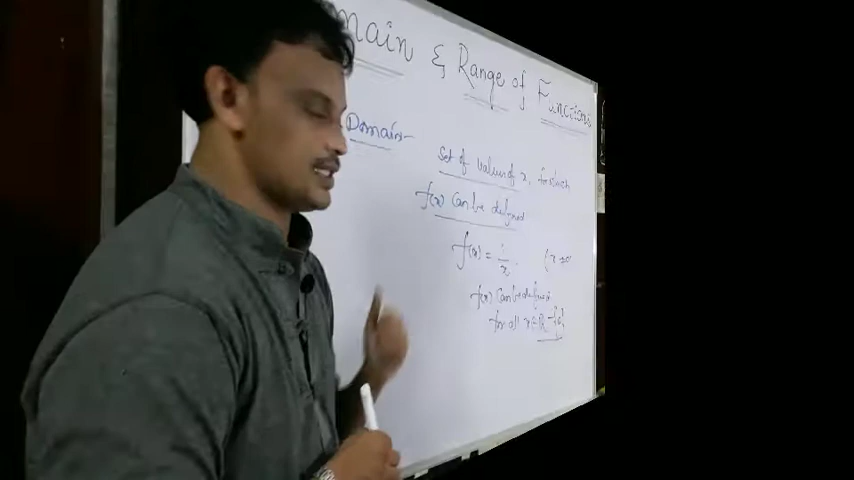 main & Range of Functions
Domain-
Set of values of x, for which
f(x) can be defined
f(x) = 1/x. (x=0
f(x) can be defined
for all x ∈ R - {0}